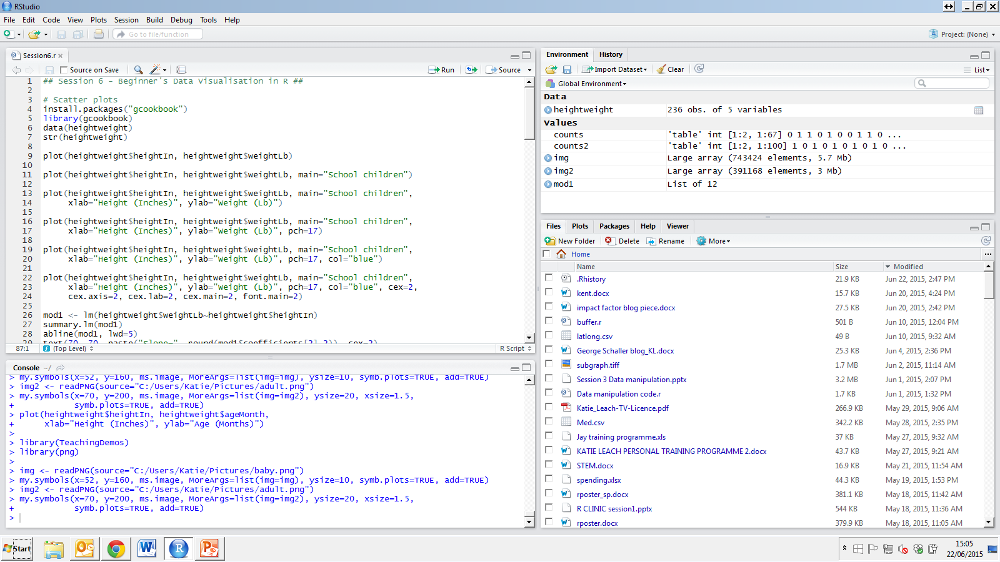 RStudio
File Edit Code View Plots Session Build Debug Tools Help
Go to file/function
Project: (None)
Session6.r
Source on Save
Run
Source
1 ## Session 6 - Beginner's Data Visualisation in R ##
2
3 # Scatter plots
4 install.packages("gcookbook")
5 library(gcookbook)
6 data(heightweight)
7 str(heightweight)
8
9 plot(heightweight$heightIn, heightweight$weightLb)
10
11 plot(heightweight$heightIn, heightweight$weightLb, main="School children")
12
13 plot(heightweight$heightIn, heightweight$weightLb, main="School children",
14 xlab="Height (Inches)", ylab="Weight (Lb)")
15
16 plot(heightweight$heightIn, heightweight$weightLb, main="School children",
17 xlab="Height (Inches)", ylab="Weight (Lb)", pch=17)
18
19 plot(heightweight$heightIn, heightweight$weightLb, main="School children",
20 xlab="Height (Inches)", ylab="Weight (Lb)", pch=17, col="blue")
21
22 plot(heightweight$heightIn, heightweight$weightLb, main="School children",
23 xlab="Height (Inches)", ylab="Weight (Lb)", pch=17, col="blue", cex=2,
24 cex.axis=2, cex.lab=2, cex.main=2, font.main=2)
25
26 mod1 <- lm(heightweight$weightLb~heightweight$heightIn)
27 summary.lm(mod1)
28 abline(mod1, lwd=5)
29 text(70, 70, paste("Slope=", round(mod1$coefficients[2],2)), cex=2)
87:1 (Top Level) R Script
Console ~/
> my.symbols(x=52, y=160, ms.image, MoreArgs=list(img=img), ysize=10, symb.plots=TRUE, add=TRUE)
> img2 <- readPNG(source="C:/Users/Katie/Pictures/adult.png")
> my.symbols(x=70, y=200, ms.image, MoreArgs=list(img=img2), ysize=20, xsize=1.5,
+ symb.plots=TRUE, add=TRUE)
> plot(heightweight$heightIn, heightweight$ageMonth,
+ xlab="Height (Inches)", ylab="Age (Months)")
>
> library(TeachingDemos)
> library(png)
>
> img <- readPNG(source="C:/Users/Katie/Pictures/baby.png")
> my.symbols(x=52, y=160, ms.image, MoreArgs=list(img=img), ysize=10, symb.plots=TRUE, add=TRUE)
> img2 <- readPNG(source="C:/Users/Katie/Pictures/adult.png")
> my.symbols(x=70, y=200, ms.image, MoreArgs=list(img=img2), ysize=20, xsize=1.5,
+ symb.plots=TRUE, add=TRUE)
>
Environment History
Import Dataset Clear List
Global Environment
Data
heightweight 236 obs. of 5 variables
Values
counts 'table' int [1:2, 1:67] 0 1 1 0 1 0 0 1 1 0 ...
counts2 'table' int [1:2, 1:100] 1 0 1 0 1 0 1 0 1 0 ...
img Large array (743424 elements, 5.7 Mb)
img2 Large array (391168 elements, 3 Mb)
mod1 List of 12
Files Plots Packages Help Viewer
New Folder Delete Rename More
Home
Name Size Modified
.Rhistory 21.9 KB Jun 22, 2015, 2:47 PM
kent.docx 15.7 KB Jun 20, 2015, 4:24 PM
impact factor blog piece.docx 27.5 KB Jun 20, 2015, 2:42 PM
buffer.r 501 B Jun 10, 2015, 12:04 PM
latlong.csv 49 B Jun 10, 2015, 9:32 AM
George Schaller blog_KL.docx 25.3 KB Jun 4, 2015, 2:36 PM
subgraph.tiff 1.7 MB Jun 2, 2015, 11:14 AM
Session 3 Data manipulation.pptx 3.2 MB Jun 1, 2015, 2:07 PM
Data manipulation code.r 1.7 KB Jun 1, 2015, 1:32 PM
Katie_Leach-TV-Licence.pdf 266.9 KB May 29, 2015, 9:06 AM
Med.csv 342.2 KB May 28, 2015, 2:35 PM
Jay training programme.xls 37 KB May 27, 2015, 9:32 AM
KATIE LEACH PERSONAL TRAINING PROGRAMME 2.docx 43.7 KB May 27, 2015, 9:21 AM
STEM.docx 16.9 KB May 21, 2015, 11:54 AM
spending.xlsx 44.3 KB May 19, 2015, 1:53 PM
rposter_sp.docx 381.1 KB May 18, 2015, 11:42 AM
R CLINIC session1.pptx 544 KB May 18, 2015, 11:36 AM
rposter.docx 379.9 KB May 18, 2015, 11:05 AM
Start
15:05
22/06/2015